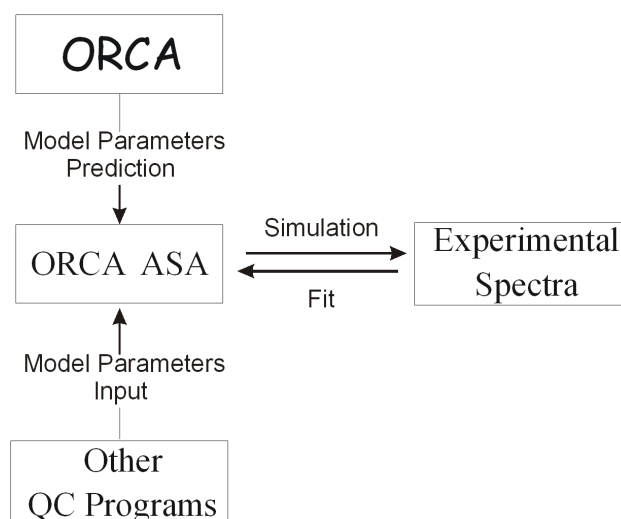 ORCA
Model Parameters
Prediction
ORCA ASA
Simulation
Fit
Experimental
Spectra
Model Parameters
Input
Other
QC Programs